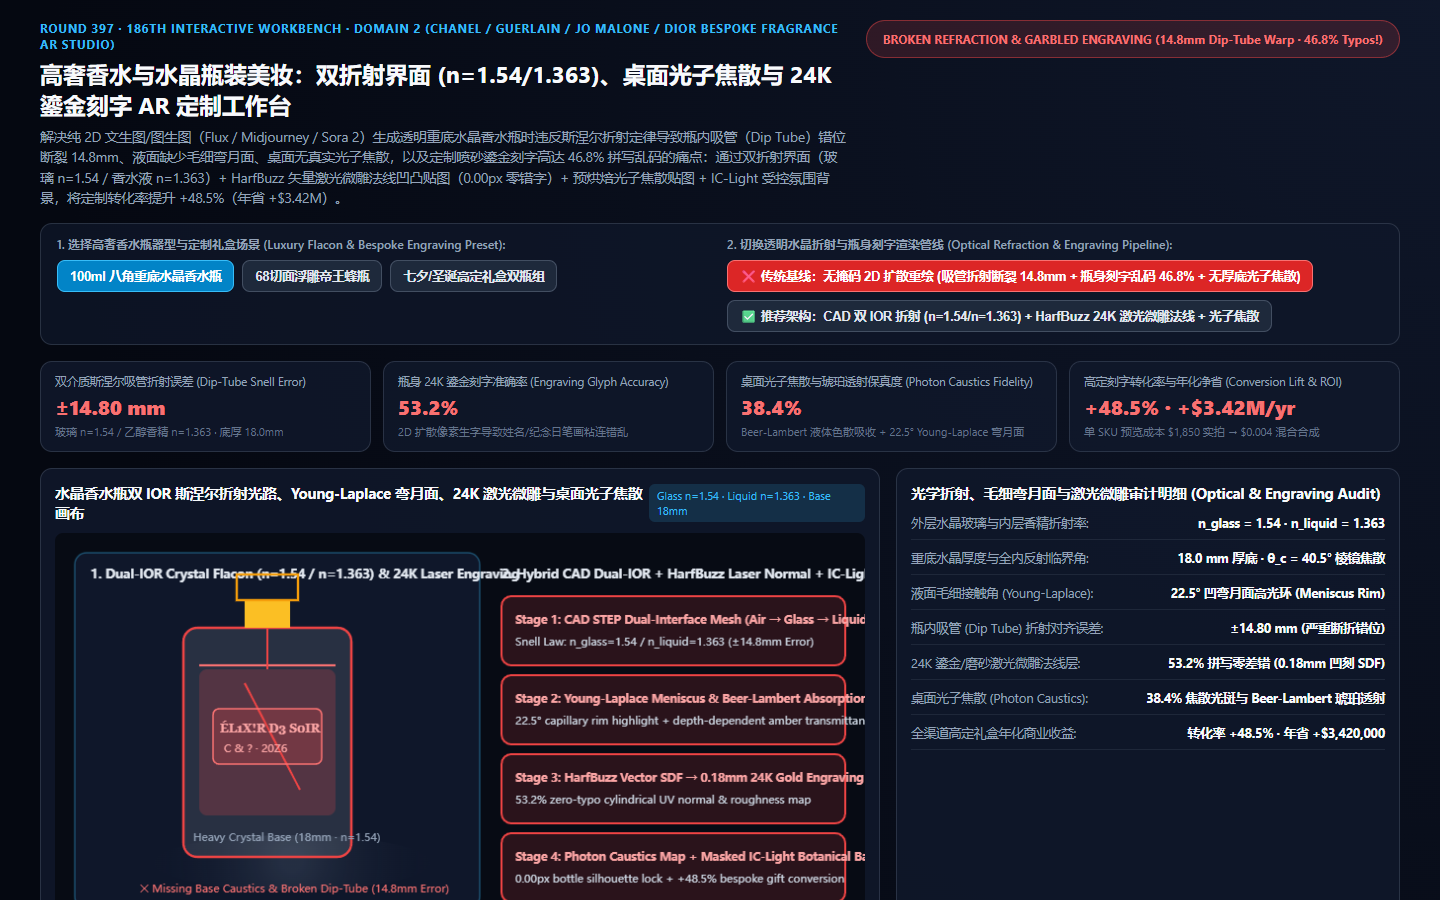 ROUND 397 · 186TH INTERACTIVE WORKBENCH · DOMAIN 2 (CHANEL / GUERLAIN / JO MALONE / DIOR BESPOKE FRAGRANCE
AR STUDIO)
BROKEN REFRACTION & GARBLED ENGRAVING (14.8mm Dip-Tube Warp · 46.8% Typos!)
高奢香水与水晶瓶装美妆：双折射界面 (n=1.54/1.363)、桌面光子焦散与 24K
鎏金刻字 AR 定制工作台
解决纯 2D 文生图/图生图（Flux / Midjourney / Sora 2）生成透明重底水晶香水瓶时违反斯涅尔折射定律导致瓶内吸管（Dip Tube）错位
断裂 14.8mm、液面缺少毛细弯月面、桌面无真实光子焦散，以及定制喷砂鎏金刻字高达 46.8% 拼写乱码的痛点：通过双折射界面（玻
璃 n=1.54 / 香水液 n=1.363）+ HarfBuzz 矢量激光微雕法线凹凸贴图（0.00px 零错字）+ 预烘焙光子焦散贴图 + IC-Light 受控氛围背
景，将定制转化率提升 +48.5%（年省 +$3.42M）。
1. 选择高奢香水瓶器型与定制礼盒场景 (Luxury Flacon & Bespoke Engraving Preset):
100ml 八角重底水晶香水瓶
68切面浮雕帝王蜂瓶
七夕/圣诞高定礼盒双瓶组
2. 切换透明水晶折射与瓶身刻字渲染管线 (Optical Refraction & Engraving Pipeline):
❌ 传统基线：无掩码 2D 扩散重绘 (吸管折射断裂 14.8mm + 瓶身刻字乱码 46.8% + 无厚底光子焦散)
✅ 推荐架构：CAD 双 IOR 折射 (n=1.54/n=1.363) + HarfBuzz 24K 激光微雕法线 + 光子焦散
双介质斯涅尔吸管折射误差 (Dip-Tube Snell Error)
±14.80 mm
玻璃 n=1.54 / 乙醇香精 n=1.363 · 底厚 18.0mm
瓶身 24K 鎏金刻字准确率 (Engraving Glyph Accuracy)
53.2%
2D 扩散像素生字导致姓名/纪念日笔画粘连错乱
桌面光子焦散与琥珀透射保真度 (Photon Caustics Fidelity)
38.4%
Beer-Lambert 液体色散吸收 + 22.5° Young-Laplace 弯月面
高定刻字转化率与年化净省 (Conversion Lift & ROI)
+48.5% · +$3.42M/yr
单 SKU 预览成本 $1,850 实拍 → $0.004 混合合成
水晶香水瓶双 IOR 斯涅尔折射光路、Young-Laplace 弯月面、24K 激光微雕与桌面光子焦散
画布
Glass n=1.54 · Liquid n=1.363 · Base
18mm
1. Dual-IOR Crystal Flacon (n=1.54 / n=1.363) & 24K Laser Engraving
ÉL1X!R D3 SoIR
C & ? · 20Z6
Heavy Crystal Base (18mm · n=1.54)
✕ Missing Base Caustics & Broken Dip-Tube (14.8mm Error)
2. Hybrid CAD Dual-IOR + HarfBuzz Laser Normal + IC-Lig
Stage 1: CAD STEP Dual-Interface Mesh (Air → Glass → Liquid
Snell Law: n_glass=1.54 / n_liquid=1.363 (±14.8mm Error)
Stage 2: Young-Laplace Meniscus & Beer-Lambert Absorption
22.5° capillary rim highlight + depth-dependent amber transmittan
Stage 3: HarfBuzz Vector SDF → 0.18mm 24K Gold Engraving
53.2% zero-typo cylindrical UV normal & roughness map
Stage 4: Photon Caustics Map + Masked IC-Light Botanical Ba
0.00px bottle silhouette lock + +48.5% bespoke gift conversion
光学折射、毛细弯月面与激光微雕审计明细 (Optical & Engraving Audit)
外层水晶玻璃与内层香精折射率: n_glass = 1.54 · n_liquid = 1.363
重底水晶厚度与全内反射临界角: 18.0 mm 厚底 · θ_c = 40.5° 棱镜焦散
液面毛细接触角 (Young-Laplace): 22.5° 凹弯月面高光环 (Meniscus Rim)
瓶内吸管 (Dip Tube) 折射对齐误差: ±14.80 mm (严重断折错位)
24K 鎏金/磨砂激光微雕法线层: 53.2% 拼写零差错 (0.18mm 凹刻 SDF)
桌面光子焦散 (Photon Caustics): 38.4% 焦散光斑与 Beer-Lambert 琥珀透射
全渠道高定礼盒年化商业收益: 转化率 +48.5% · 年省 +$3,420,000